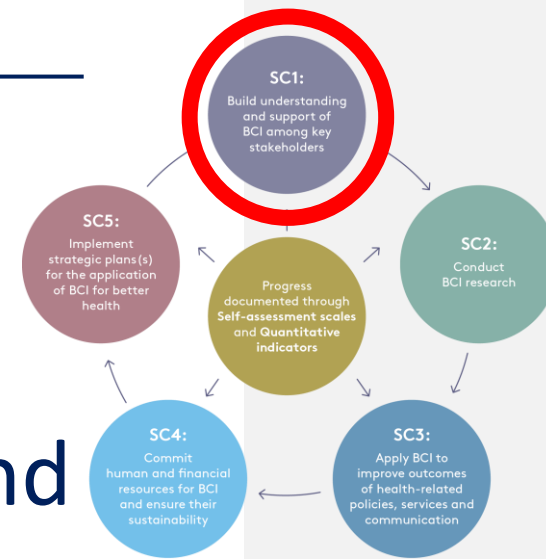 SC1:
Build understanding
and support of
BCI among key
stakeholders
SC5:
Implement
strategic plans(s)
for the application
of BCI for better
health
SC2:
Conduct
BCI research
Progress
documented through
Self-assessment scales
and Quantitative
indicators
SC4:
Commit
human and financial
resources for BCI
and ensure their
sustainability
SC3:
Apply BCI to
improve outcomes
of health-related
policies, services and
communication
nd